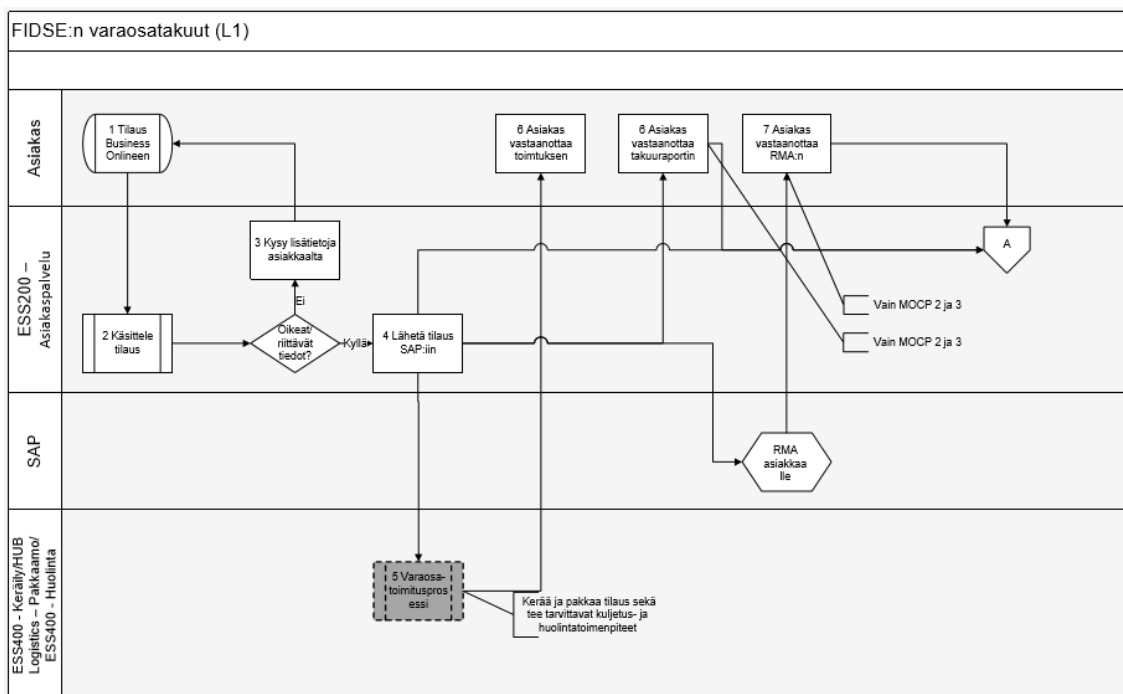 FIDSE:n varaosatakuut (L1)
Asiakas
1 Tilaus
Business
Onlineen
6 Asiakas
vastaanottaa
toimtuksen
6 Asiakas
vastaanottaa
takuuraportin
7 Asiakas
vastaanottaa
RMA:n
ESS200 –
Asiakaspalvelu
3 Kysy lisätietoja
asiakkaalta
A
Ei
Vain MOCP 2 ja 3
2 Käsittele
tilaus
Oikeat/
riittävät
tiedot?
Kyllä
4 Lähetä tilaus
SAP:iin
Vain MOCP 2 ja 3
SAP
RMA
asiakkaa
lle
ESS400 - Keräily/HUB
Logistics – Pakkaamo/
ESS400 - Huolinta
5 Varaosa-
toimituspros
essi
Kerää ja pakkaa tilaus sekä
tee tarvittavat kuljetus- ja
huolintatoimenpiteet